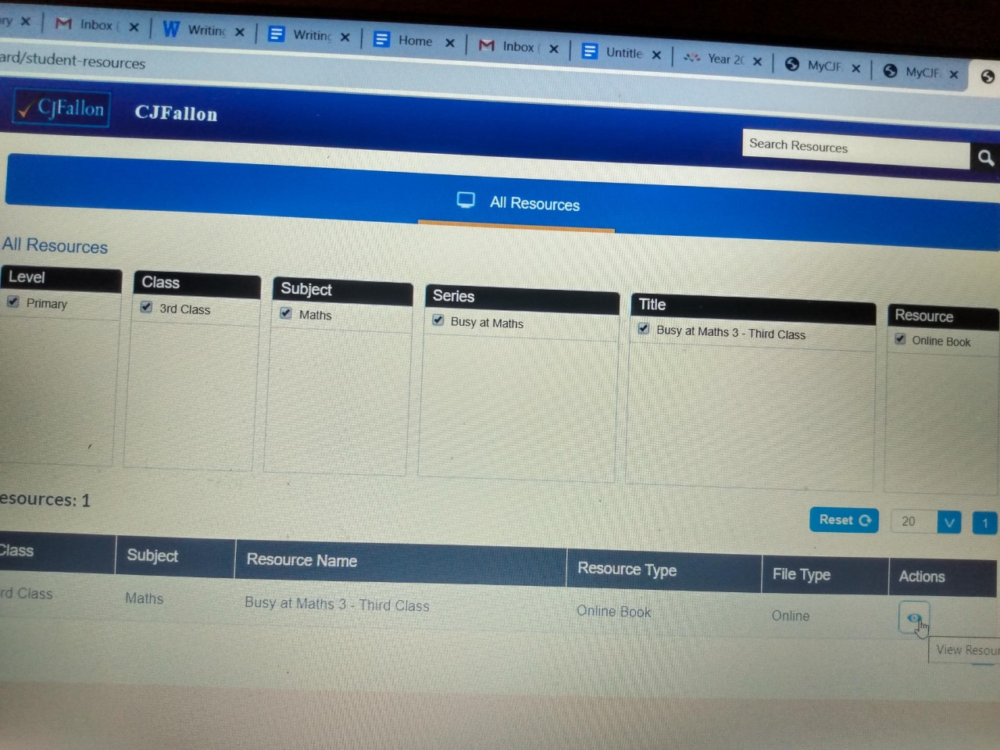 ry Inbox ( Writing Writing Home Inbox ( Untitle Year 20 MyCJF MyCJF
ard/student-resources
CJFallon CJFallon
Search Resources
All Resources
All Resources
Level Class Subject Series Title Resource
Primary 3rd Class Maths Busy at Maths Busy at Maths 3 - Third Class Online Book
esources: 1
Reset 20 V 1
Class Subject Resource Name Resource Type File Type Actions
rd Class Maths Busy at Maths 3 - Third Class Online Book Online
View Resour